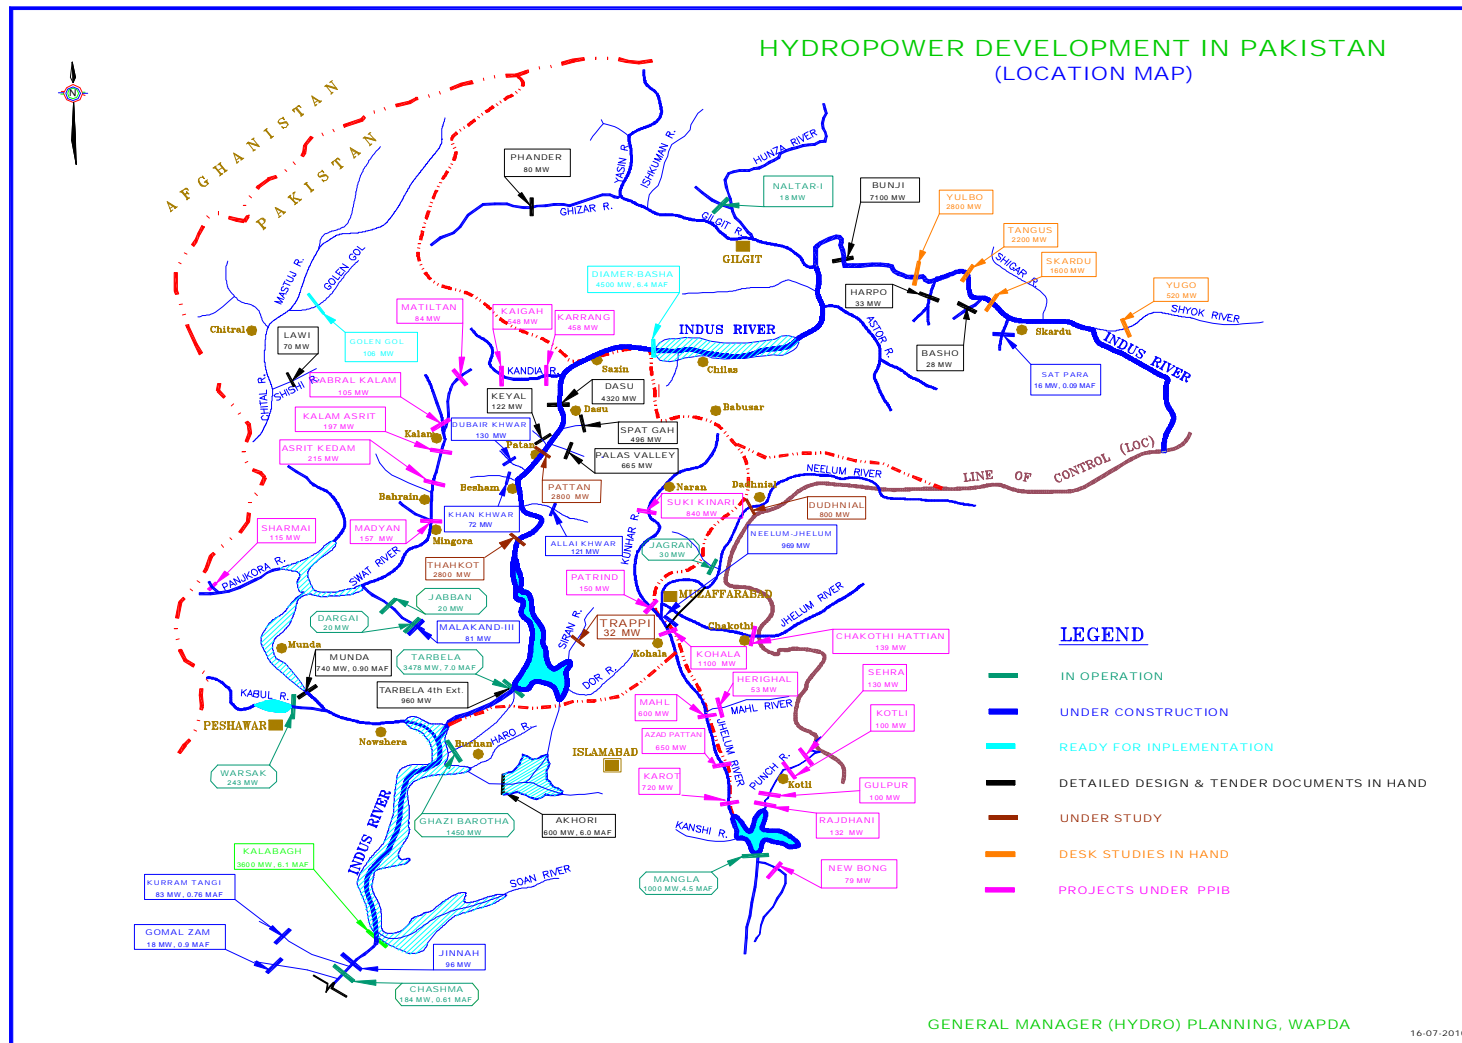 HYDROPOWER DEVELOPMENT IN PAKISTAN
(LOCATION MAP)
N
AFGHANISTAN
PAKISTAN
PHANDER
80 MW
YASIN R.
ISHKUMAN R.
HUNZA RIVER
NALTAR-I
18 MW
BUNJI
7100 MW
YULBO
2800 MW
TANGUS
2200 MW
SKARDU
1600 MW
YUGO
520 MW
GHIZAR R.
GILGIT R.
GILGIT
SHIGAR R.
SHYOK RIVER
MASTUJ R.
GOLEN GOL
DIAMER BASHA
4500 MW, 6.4 MAF
HARPO
33 MW
Skardu
INDUS RIVER
Chitral
LAWI
70 MW
GOLEN GOL
106 MW
MATILTAN
84 MW
KAIGAH
548 MW
KARRANG
458 MW
INDUS RIVER
ASTOR R.
BASHO
28 MW
SAT PARA
16 MW, 0.09 MAF
KANDIA R.
Sazin
Chilas
CHITAL R.
SHISHI R.
GABRAL KALAM
105 MW
KEYAL
122 MW
DASU
4320 MW
Dasu
Babusar
KALAM ASRIT
197 MW
Kalam
DUBAIR KHWAR
130 MW
SPAT GAH
496 MW
ASRIT KEDAM
215 MW
Patan
PALAS VALLEY
665 MW
LINE OF CONTROL (LOC)
NEELUM RIVER
Bahrain
Besham
PATTAN
2800 MW
Naran
Dadhnial
SUKI KINARI
840 MW
DUDHNIAL
800 MW
SHARMAI
115 MW
MADYAN
157 MW
Mingora
KHAN KHWAR
72 MW
ALLAI KHWAR
121 MW
KUNHAR R.
JAGRAN
30 MW
NEELUM-JHELUM
969 MW
PANJKORA R.
SWAT RIVER
THAHKOT
2800 MW
PATRIND
150 MW
MUZAFFARABAD
JHELUM RIVER
JABBAN
20 MW
DARGAI
20 MW
MALAKAND-III
81 MW
SIRAN R.
TRAPPI
32 MW
Kohala
Chakothi
CHAKOTHI HATTIAN
139 MW
LEGEND
Munda
MUNDA
740 MW, 0.90 MAF
TARBELA
3478 MW, 7.0 MAF
KOHALA
1100 MW
IN OPERATION
KABUL R.
TARBELA 4th Ext.
960 MW
DOR R.
HERIGHAL
53 MW
SEHRA
130 MW
MAHL
600 MW
MAHL RIVER
KOTLI
100 MW
UNDER CONSTRUCTION
PESHAWAR
Nowshera
Burhan
HARO R.
ISLAMABAD
AZAD PATTAN
650 MW
JHELUM RIVER
READY FOR INPLEMENTATION
WARSAK
243 MW
KAROT
720 MW
PUNCH R.
Kotli
GULPUR
100 MW
DETAILED DESIGN & TENDER DOCUMENTS IN HAND
INDUS RIVER
GHAZI BAROTHA
1450 MW
AKHORI
600 MW, 6.0 MAF
KANSHI R.
RAJDHANI
132 MW
UNDER STUDY
KALABAGH
3600 MW, 6.1 MAF
DESK STUDIES IN HAND
KURRAM TANGI
83 MW, 0.76 MAF
SOAN RIVER
MANGLA
1000 MW,4.5 MAF
NEW BONG
79 MW
PROJECTS UNDER PPIB
GOMAL ZAM
18 MW, 0.9 MAF
JINNAH
96 MW
CHASHMA
184 MW, 0.61 MAF
GENERAL MANAGER (HYDRO) PLANNING, WAPDA
16-07-2010